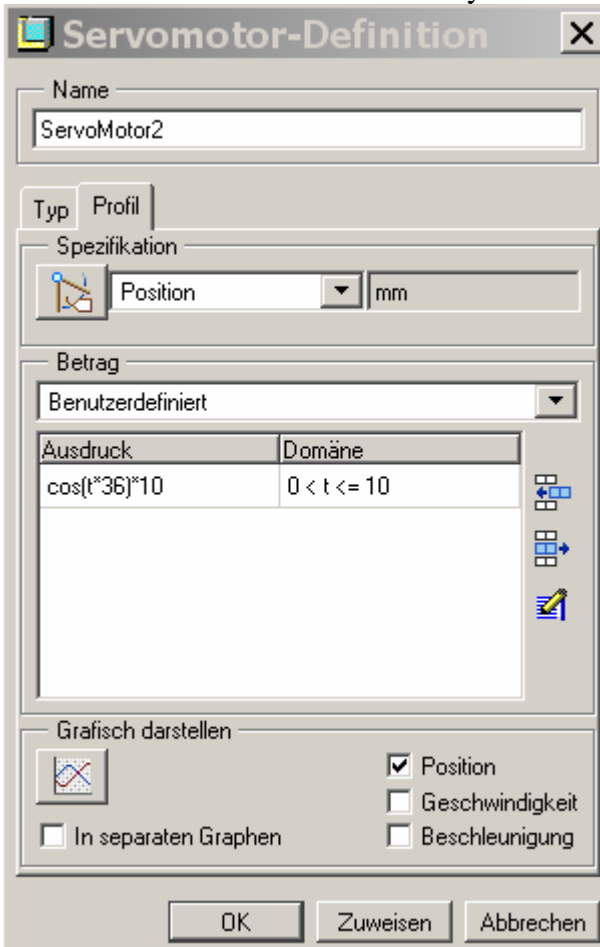 Servomotor-Definition
Name
ServoMotor2
Typ Profil
Spezifikation
Position mm
Betrag
Benutzerdefiniert
Ausdruck Domäne
cos(t*36)*10 0 < t <= 10
Grafisch darstellen
Position
Geschwindigkeit
In separaten Graphen Beschleunigung
OK Zuweisen Abbrechen